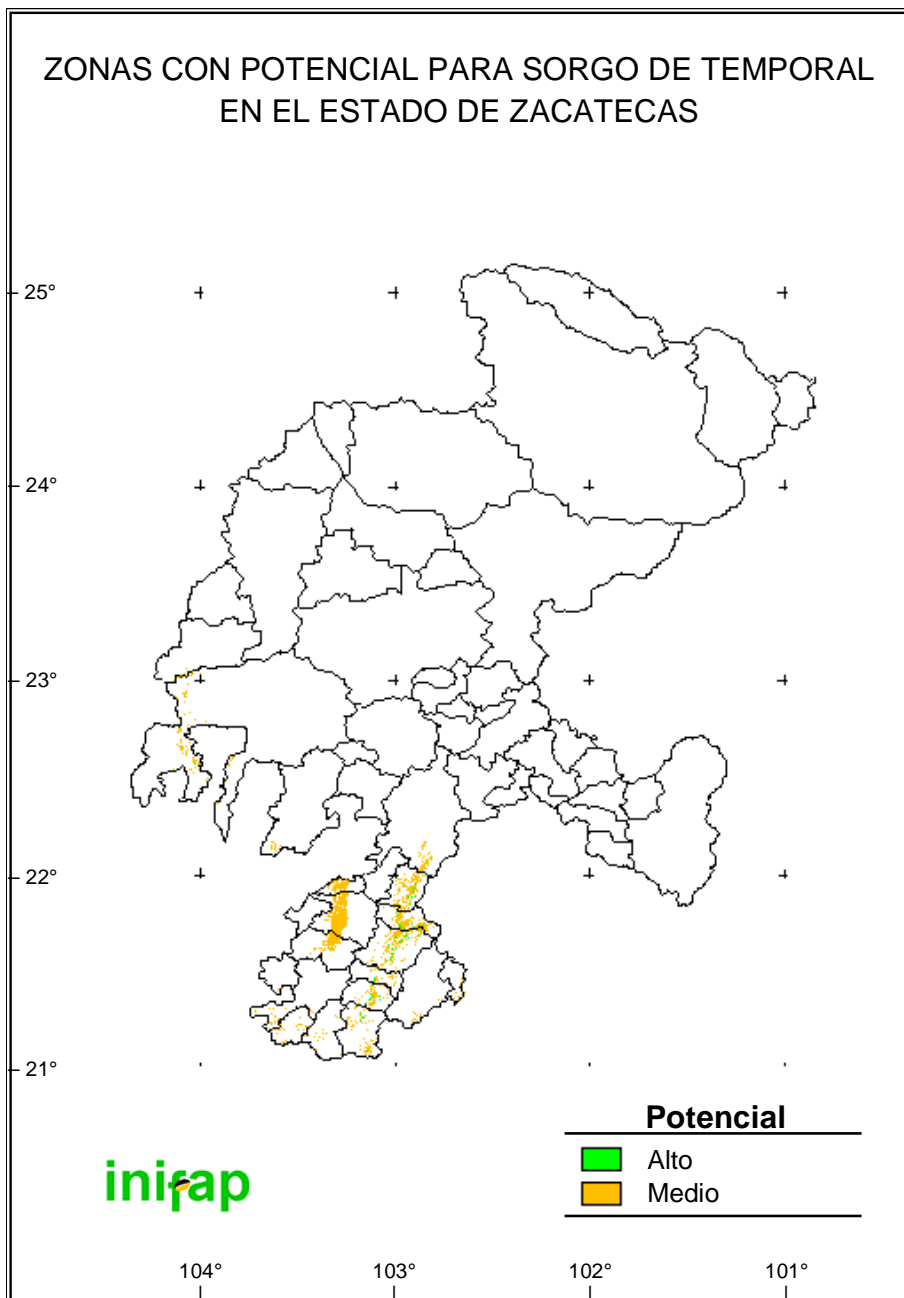 ZONAS CON POTENCIAL PARA SORGO DE TEMPORAL
EN EL ESTADO DE ZACATECAS
25°
24°
23°
22°
21°
Potencial
Alto
Medio
inifap
104° 103° 102° 101°